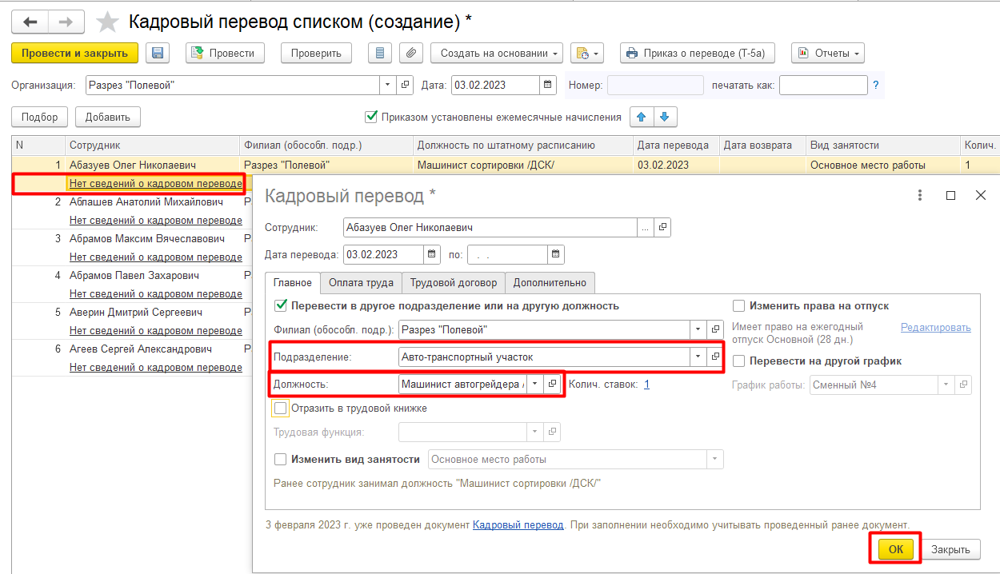 Кадровый перевод списком (создание) *
Провести и закрыть Провести Проверить Создать на основании Приказ о переводе (Т-5а) Отчеты
Организация: Разрез "Полевой" Дата: 03.02.2023 Номер: печатать как: ?
Подбор Добавить Приказом установлены ежемесячные начисления
N Сотрудник Филиал (обособл. подр.) Должность по штатному расписанию Дата перевода Дата возврата Вид занятости Колич.
1 Абазуев Олег Николаевич Разрез "Полевой" Машинист сортировки /ДСК/ 03.02.2023 Основное место работы 1
Нет сведений о кадровом переводе
2 Аблашев Анатолий Михайлович
Нет сведений о кадровом переводе
3 Абрамов Максим Вячеславович
Нет сведений о кадровом переводе
4 Абрамов Павел Захарович
Нет сведений о кадровом переводе
5 Аверин Дмитрий Сергеевич
Нет сведений о кадровом переводе
6 Агеев Сергей Александрович
Нет сведений о кадровом переводе
Кадровый перевод *
Сотрудник: Абазуев Олег Николаевич ...
Дата перевода: 03.02.2023 по: . .
Главное Оплата труда Трудовой договор Дополнительно
Перевести в другое подразделение или на другую должность
Филиал (обособл. подр.): Разрез "Полевой"
Подразделение: Авто-транспортный участок
Должность: Машинист автогрейдера / Колич. ставок: 1
Отразить в трудовой книжке
Трудовая функция:
Изменить вид занятости Основное место работы
Ранее сотрудник занимал должность "Машинист сортировки /ДСК/"
Изменить права на отпуск
Имеет право на ежегодный Редактировать
отпуск Основной (28 дн.)
Перевести на другой график
График работы: Сменный №4
3 февраля 2023 г. уже проведен документ Кадровый перевод. При заполнении необходимо учитывать проведенный ранее документ.
ОК Закрыть